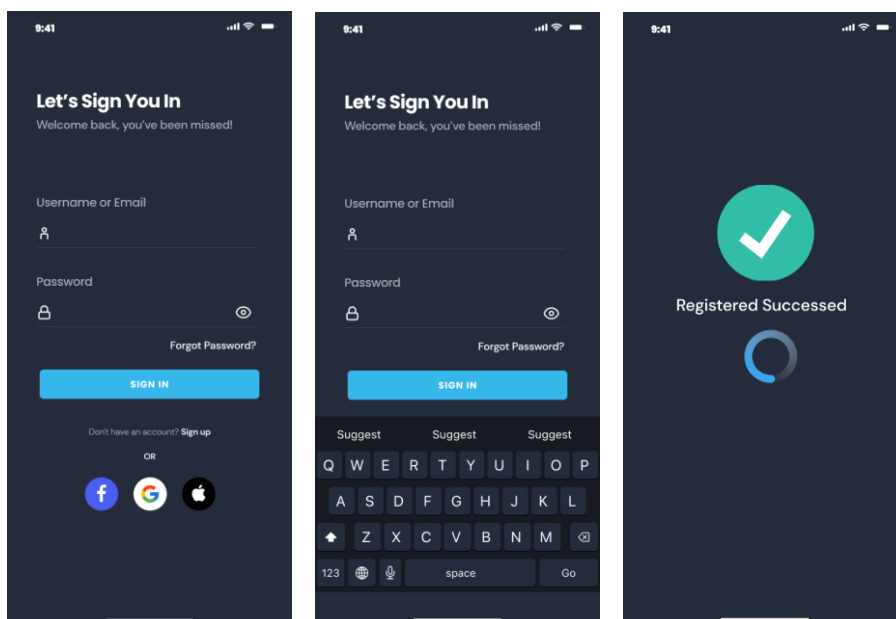 9:41
Let's Sign You In
Welcome back, you've been missed!
Username or Email
Password
Forgot Password?
SIGN IN
Don't have an account? Sign up
OR
f
G
9:41
Let's Sign You In
Welcome back, you've been missed!
Username or Email
Password
Forgot Password?
SIGN IN
Suggest Suggest Suggest
Q W E R T Y U I O P
A S D F G H J K L
Z X C V B N M
123 space Go
9:41
Registered Successed